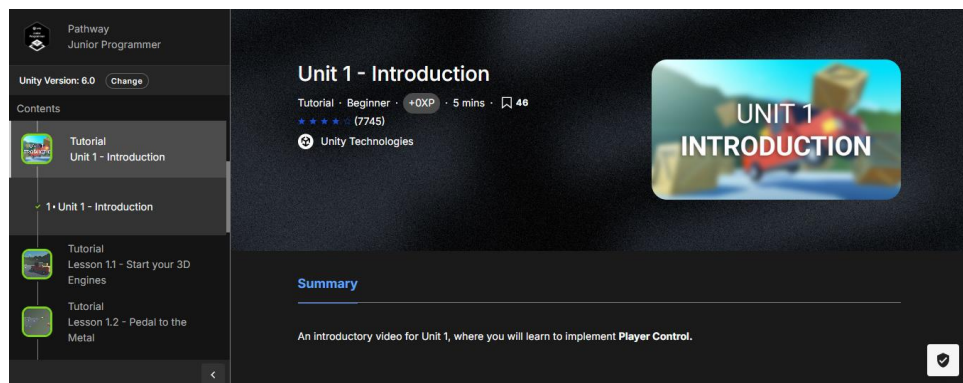 Pathway
Junior Programmer
Unity Version: 6.0 Change
Contents
Tutorial
Unit 1 - Introduction
1 • Unit 1 - Introduction
Tutorial
Lesson 1.1 - Start your 3D
Engines
Tutorial
Lesson 1.2 - Pedal to the
Metal
Unit 1 - Introduction
Tutorial · Beginner · +0XP · 5 mins · 46
(7745)
Unity Technologies
UNIT 1
INTRODUCTION
Summary
An introductory video for Unit 1, where you will learn to implement Player Control.